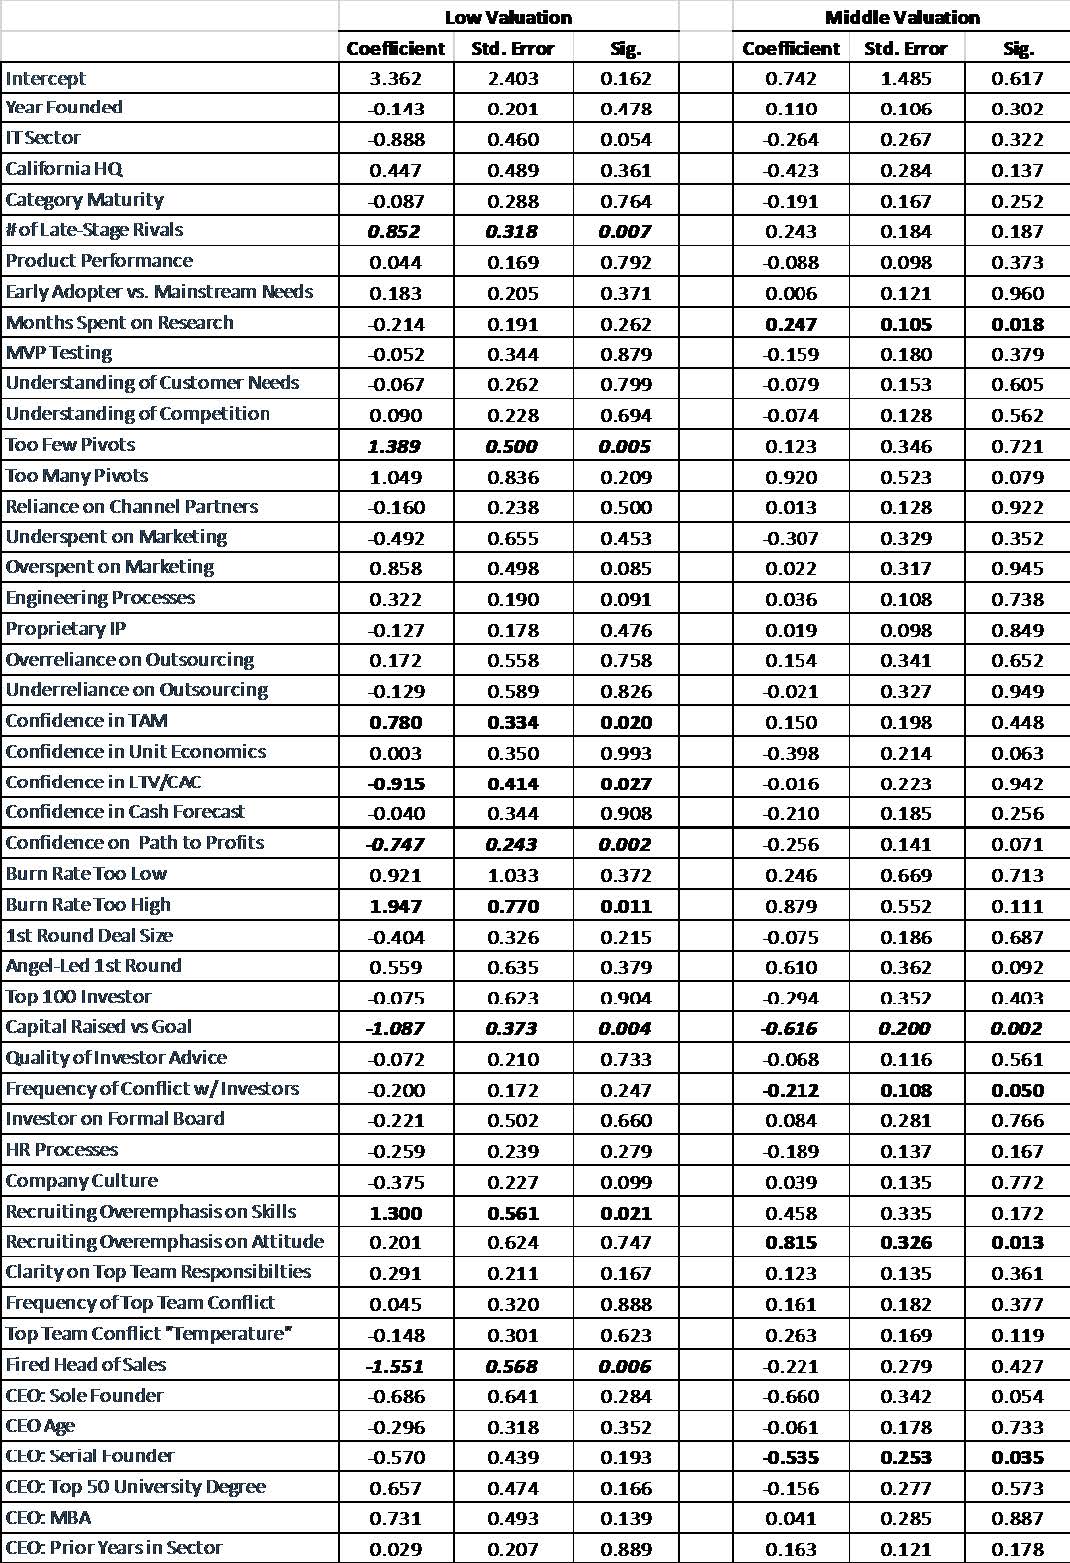 Low Valuation Middle Valuation
Coefficient Std. Error Sig. Coefficient Std. Error Sig.
Intercept 3.362 2.403 0.162 0.742 1.485 0.617
Year Founded -0.143 0.201 0.478 0.110 0.106 0.302
IT Sector -0.888 0.460 0.054 -0.264 0.267 0.322
California HQ 0.447 0.489 0.361 -0.423 0.284 0.137
Category Maturity -0.087 0.288 0.764 -0.191 0.167 0.252
# of Late-Stage Rivals 0.852 0.318 0.007 0.243 0.184 0.187
Product Performance 0.044 0.169 0.792 -0.088 0.098 0.373
Early Adopter vs. Mainstream Needs 0.183 0.205 0.371 0.006 0.121 0.960
Months Spent on Research -0.214 0.191 0.262 0.247 0.105 0.018
MVP Testing -0.052 0.344 0.879 -0.159 0.180 0.379
Understanding of Customer Needs -0.067 0.262 0.799 -0.079 0.153 0.605
Understanding of Competition 0.090 0.228 0.694 -0.074 0.128 0.562
Too Few Pivots 1.389 0.500 0.005 0.123 0.346 0.721
Too Many Pivots 1.049 0.836 0.209 0.920 0.523 0.079
Reliance on Channel Partners -0.160 0.238 0.500 0.013 0.128 0.922
Underspent on Marketing -0.492 0.655 0.453 -0.307 0.329 0.352
Overspent on Marketing 0.858 0.498 0.085 0.022 0.317 0.945
Engineering Processes 0.322 0.190 0.091 0.036 0.108 0.738
Proprietary IP -0.127 0.178 0.476 0.019 0.098 0.849
Overreliance on Outsourcing 0.172 0.558 0.758 0.154 0.341 0.652
Underreliance on Outsourcing -0.129 0.589 0.826 -0.021 0.327 0.949
Confidence in TAM 0.780 0.334 0.020 0.150 0.198 0.448
Confidence in Unit Economics 0.003 0.350 0.993 -0.398 0.214 0.063
Confidence in LTV/CAC -0.915 0.414 0.027 -0.016 0.223 0.942
Confidence in Cash Forecast -0.040 0.344 0.908 -0.210 0.185 0.256
Confidence on Path to Profits -0.747 0.243 0.002 -0.256 0.141 0.071
Burn Rate Too Low 0.921 1.033 0.372 0.246 0.669 0.713
Burn Rate Too High 1.947 0.770 0.011 0.879 0.552 0.111
1st Round Deal Size -0.404 0.326 0.215 -0.075 0.186 0.687
Angel-Led 1st Round 0.559 0.635 0.379 0.610 0.362 0.092
Top 100 Investor -0.075 0.623 0.904 -0.294 0.352 0.403
Capital Raised vs Goal -1.087 0.373 0.004 -0.616 0.200 0.002
Quality of Investor Advice -0.072 0.210 0.733 -0.068 0.116 0.561
Frequency of Conflict w/ Investors -0.200 0.172 0.247 -0.212 0.108 0.050
Investor on Formal Board -0.221 0.502 0.660 0.084 0.281 0.766
HR Processes -0.259 0.239 0.279 -0.189 0.137 0.167
Company Culture -0.375 0.227 0.099 0.039 0.135 0.772
Recruiting Overemphasis on Skills 1.300 0.561 0.021 0.458 0.335 0.172
Recruiting Overemphasis on Attitude 0.201 0.624 0.747 0.815 0.326 0.013
Clarity on Top Team Responsibilties 0.291 0.211 0.167 0.123 0.135 0.361
Frequency of Top Team Conflict 0.045 0.320 0.888 0.161 0.182 0.377
Top Team Conflict "Temperature" -0.148 0.301 0.623 0.263 0.169 0.119
Fired Head of Sales -1.551 0.568 0.006 -0.221 0.279 0.427
CEO: Sole Founder -0.686 0.641 0.284 -0.660 0.342 0.054
CEO Age -0.296 0.318 0.352 -0.061 0.178 0.733
CEO: Serial Founder -0.570 0.439 0.193 -0.535 0.253 0.035
CEO: Top 50 University Degree 0.657 0.474 0.166 -0.156 0.277 0.573
CEO: MBA 0.731 0.493 0.139 0.041 0.285 0.887
CEO: Prior Years in Sector 0.029 0.207 0.889 0.163 0.121 0.178